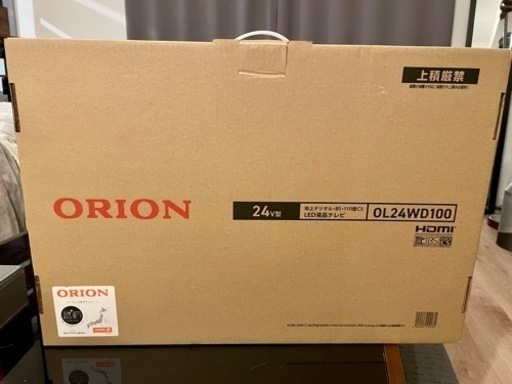 上積厳禁
ORION
24V型
地上デジタル・BS・110度CS
LED液晶テレビ
OL24WD100
HDMI
ORION